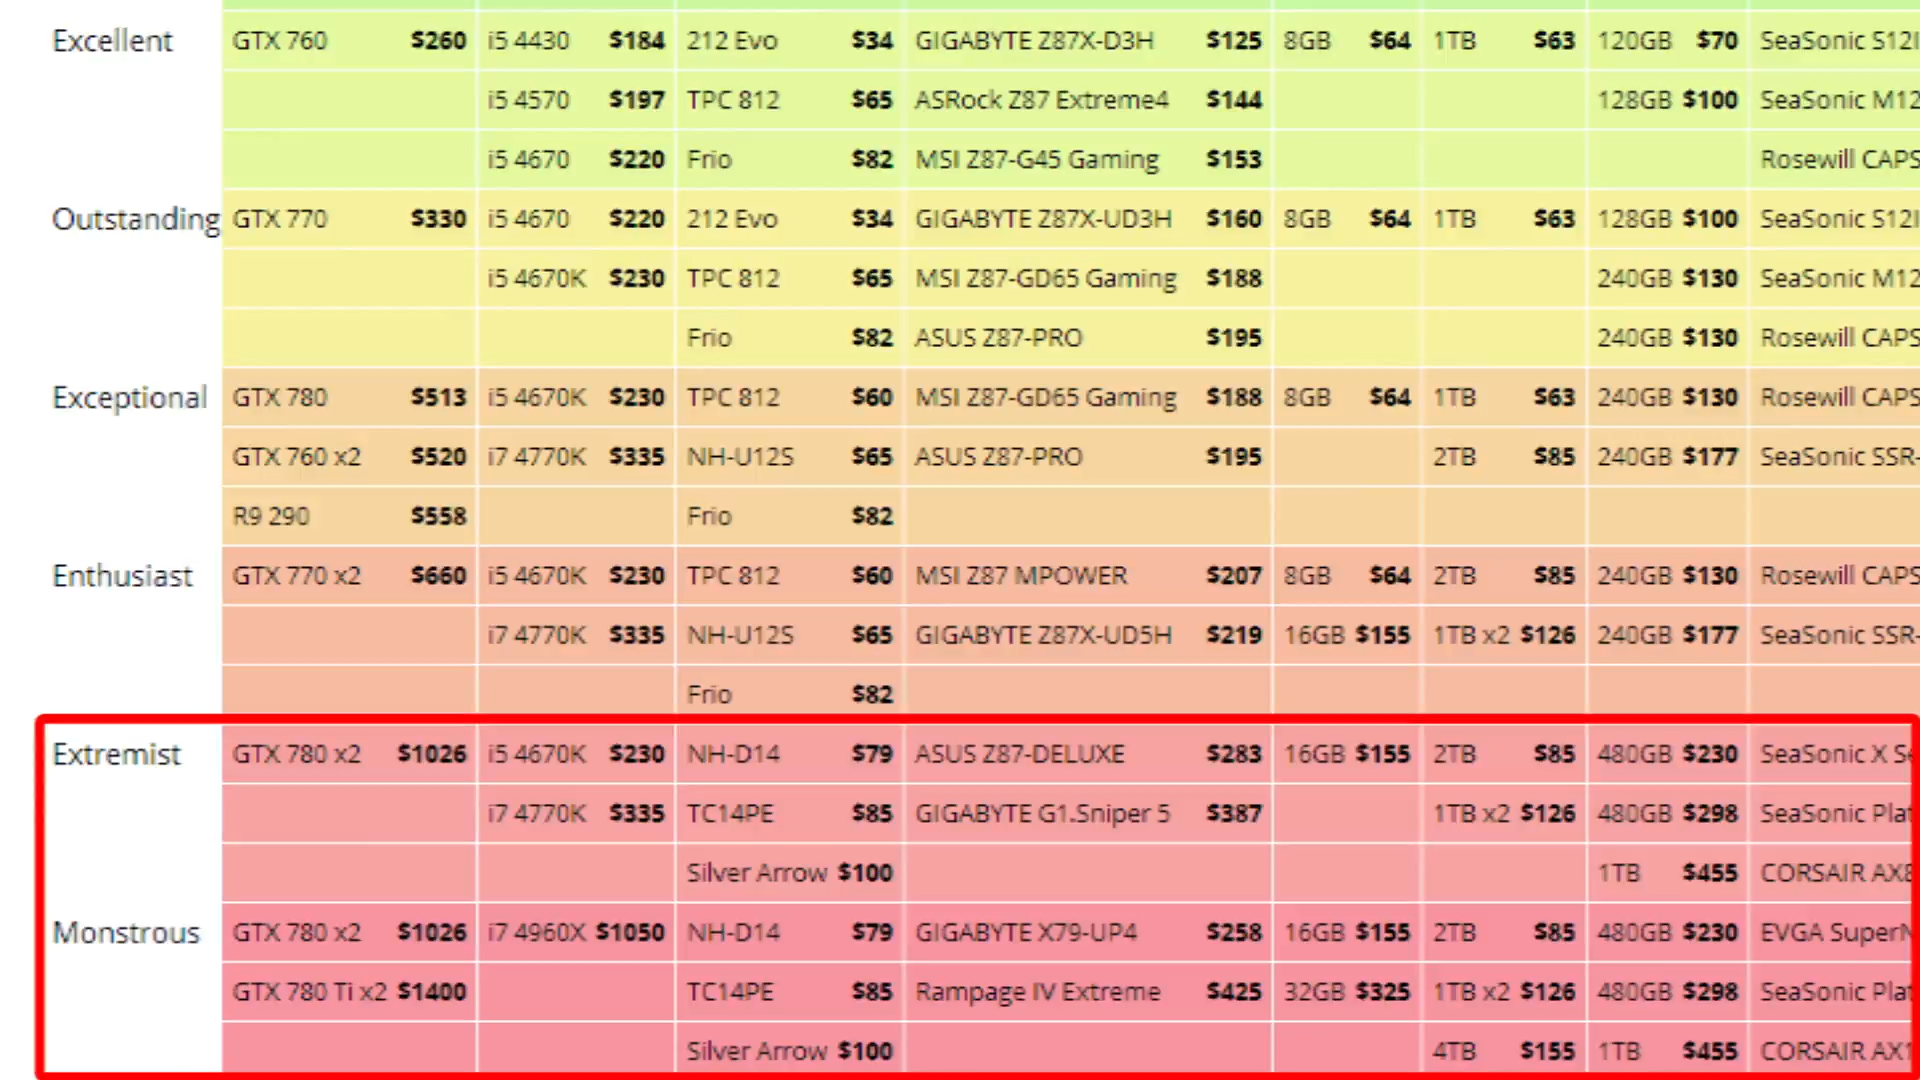 Excellent GTX 760 $260 i5 4430 $184 212 Evo $34 GIGABYTE Z87X-D3H $125 8GB $64 1TB $63 120GB $70 SeaSonic S12I
i5 4570 $197 TPC 812 $65 ASRock Z87 Extreme4 $144 128GB $100 SeaSonic M12
i5 4670 $220 Frio $82 MSI Z87-G45 Gaming $153 Rosewill CAPS
Outstanding GTX 770 $330 i5 4670 $220 212 Evo $34 GIGABYTE Z87X-UD3H $160 8GB $64 1TB $63 128GB $100 SeaSonic S12I
i5 4670K $230 TPC 812 $65 MSI Z87-GD65 Gaming $188 240GB $130 SeaSonic M12
Frio $82 ASUS Z87-PRO $195 240GB $130 Rosewill CAPS
Exceptional GTX 780 $513 i5 4670K $230 TPC 812 $60 MSI Z87-GD65 Gaming $188 8GB $64 1TB $63 240GB $130 Rosewill CAPS
GTX 760 x2 $520 i7 4770K $335 NH-U12S $65 ASUS Z87-PRO $195 2TB $85 240GB $177 SeaSonic SSR-
R9 290 $558 Frio $82
Enthusiast GTX 770 x2 $660 i5 4670K $230 TPC 812 $60 MSI Z87 MPOWER $207 8GB $64 2TB $85 240GB $130 Rosewill CAPS
i7 4770K $335 NH-U12S $65 GIGABYTE Z87X-UD5H $219 16GB $155 1TB x2 $126 240GB $177 SeaSonic SSR-
Frio $82
Extremist GTX 780 x2 $1026 i5 4670K $230 NH-D14 $79 ASUS Z87-DELUXE $283 16GB $155 2TB $85 480GB $230 SeaSonic X Se
i7 4770K $335 TC14PE $85 GIGABYTE G1.Sniper 5 $387 1TB x2 $126 480GB $298 SeaSonic Plat
Silver Arrow $100 1TB $455 CORSAIR AX8
Monstrous GTX 780 x2 $1026 i7 4960X $1050 NH-D14 $79 GIGABYTE X79-UP4 $258 16GB $155 2TB $85 480GB $230 EVGA SuperN
GTX 780 Ti x2 $1400 TC14PE $85 Rampage IV Extreme $425 32GB $325 1TB x2 $126 480GB $298 SeaSonic Plat
Silver Arrow $100 4TB $155 1TB $455 CORSAIR AX1